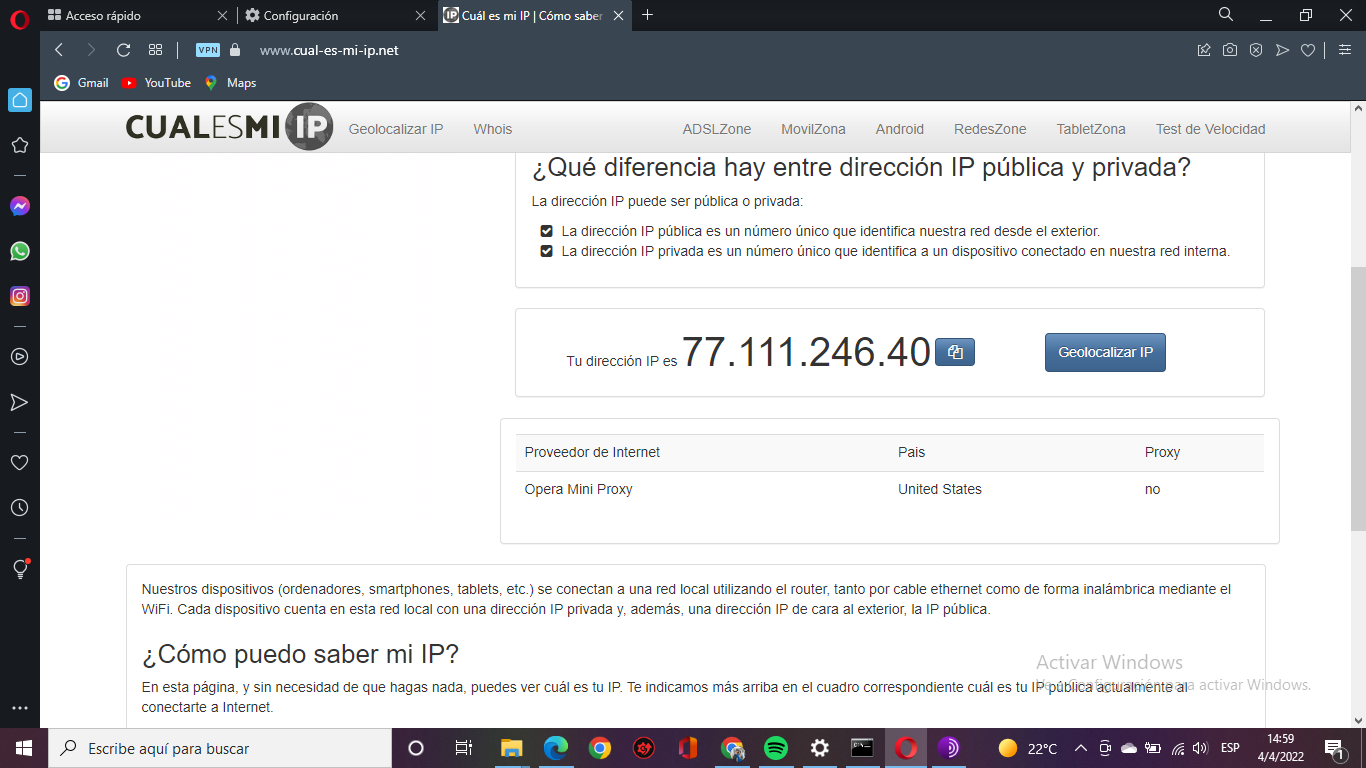 Acceso rápido
Configuración
Cuál es mi IP | Cómo saber
VPN
www.cual-es-mi-ip.net
Gmail
YouTube
Maps
CUALESMI IP
Geolocalizar IP
Whois
ADSLZone
MovilZona
Android
RedesZone
TabletZona
Test de Velocidad
¿Qué diferencia hay entre dirección IP pública y privada?
La dirección IP puede ser pública o privada:
La dirección IP pública es un número único que identifica nuestra red desde el exterior.
La dirección IP privada es un número único que identifica a un dispositivo conectado en nuestra red interna.
Tu dirección IP es 77.111.246.40
Geolocalizar IP
Proveedor de Internet Pais Proxy
Opera Mini Proxy United States no
Nuestros dispositivos (ordenadores, smartphones, tablets, etc.) se conectan a una red local utilizando el router, tanto por cable ethernet como de forma inalámbrica mediante el
WiFi. Cada dispositivo cuenta en esta red local con una dirección IP privada y, además, una dirección IP de cara al exterior, la IP pública.
¿Cómo puedo saber mi IP?
En esta página, y sin necesidad de que hagas nada, puedes ver cuál es tu IP. Te indicamos más arriba en el cuadro correspondiente cuál es tu IP pública actualmente al
conectarte a Internet.
Activar Windows
Ve a Configuración para activar Windows.
Escribe aquí para buscar
22°C
ESP
14:59
4/4/2022
1